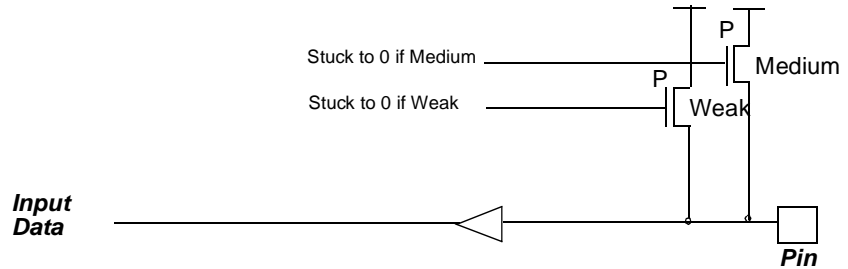 P
Stuck to 0 if Medium
Medium
P
Stuck to 0 if Weak
Weak
Input
Data
Pin